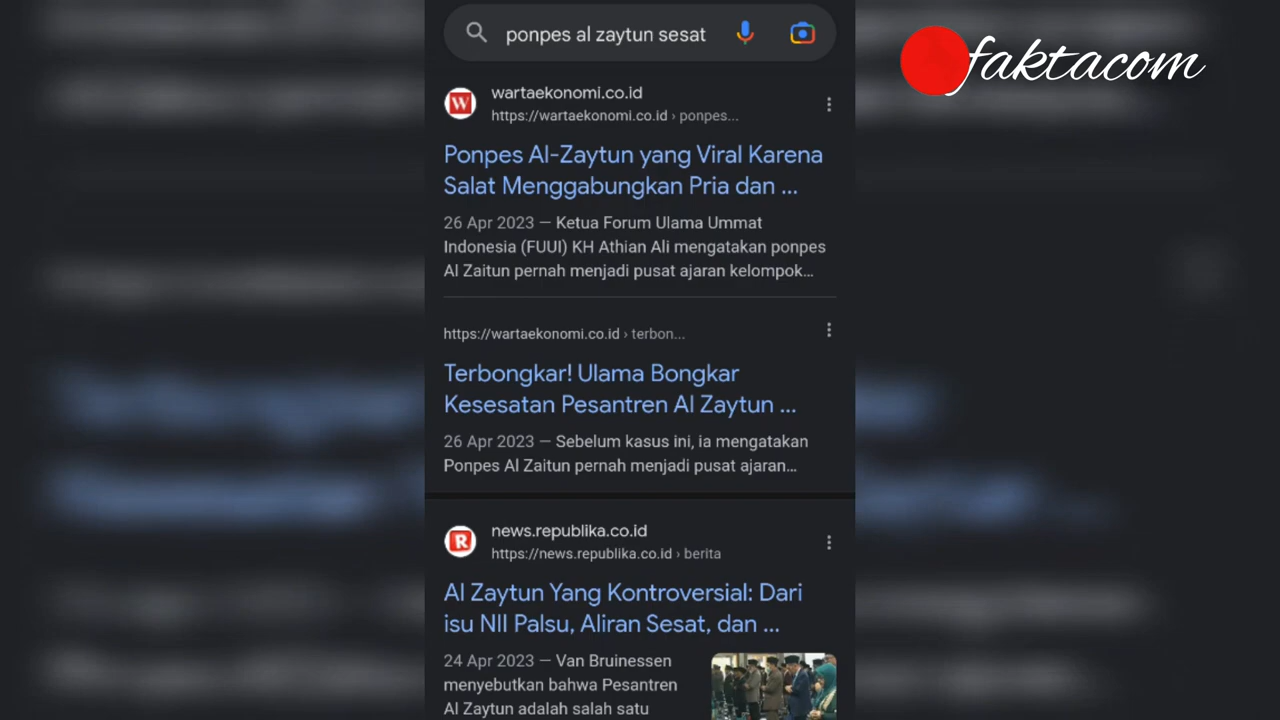 ponpes al zaytun sesat
faktacom
wartaekonomi.co.id
https://wartaekonomi.co.id › ponpes...
Ponpes Al-Zaytun yang Viral Karena
Salat Menggabungkan Pria dan ...
26 Apr 2023 — Ketua Forum Ulama Ummat
Indonesia (FUUI) KH Athian Ali mengatakan ponpes
Al Zaitun pernah menjadi pusat ajaran kelompok...
https://wartaekonomi.co.id › terbon...
Terbongkar! Ulama Bongkar
Kesesatan Pesantren Al Zaytun ...
26 Apr 2023 — Sebelum kasus ini, ia mengatakan
Ponpes Al Zaitun pernah menjadi pusat ajaran...
news.republika.co.id
https://news.republika.co.id › berita
Al Zaytun Yang Kontroversial: Dari
isu NII Palsu, Aliran Sesat, dan ...
24 Apr 2023 — Van Bruinessen
menyebutkan bahwa Pesantren
Al Zaytun adalah salah satu